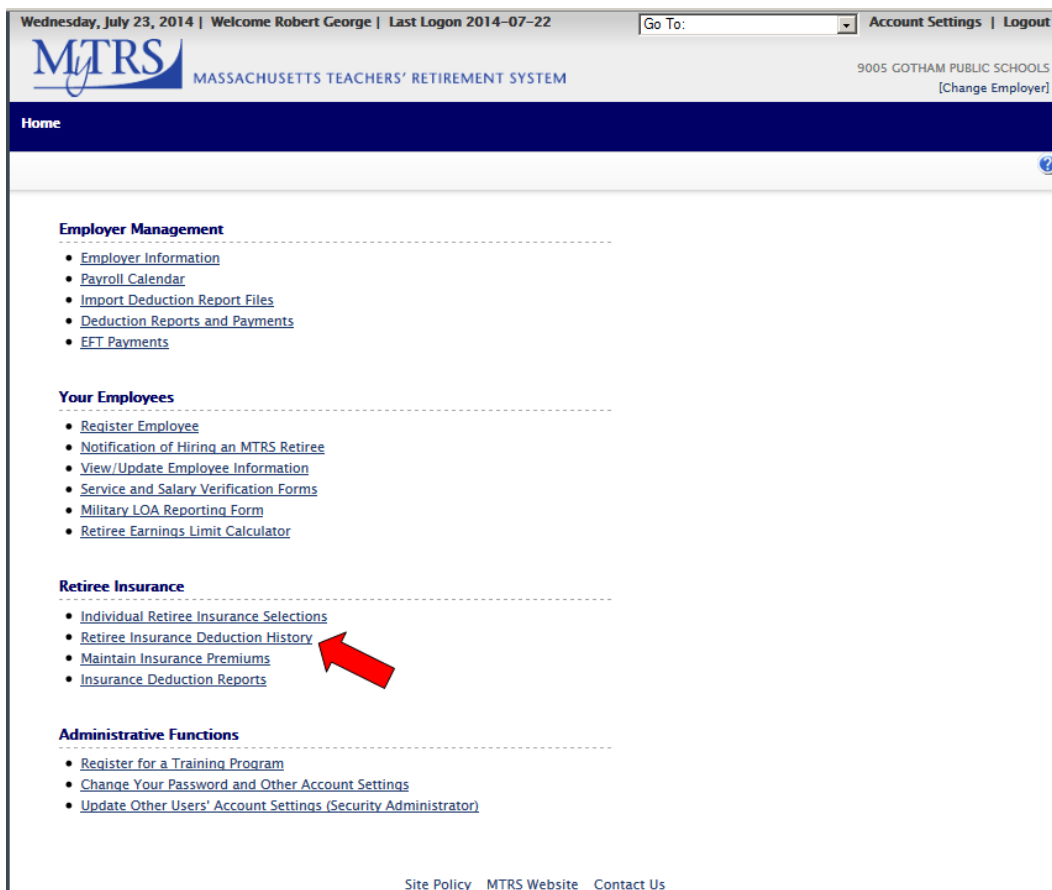 Wednesday, July 23, 2014 | Welcome Robert George | Last Logon 2014-07-22
Go To:
Account Settings | Logout
MyTRS
MASSACHUSETTS TEACHERS' RETIREMENT SYSTEM
9005 GOTHAM PUBLIC SCHOOLS
[Change Employer]
Home
?
Employer Management
• Employer Information
• Payroll Calendar
• Import Deduction Report Files
• Deduction Reports and Payments
• EFT Payments
Your Employees
• Register Employee
• Notification of Hiring an MTRS Retiree
• View/Update Employee Information
• Service and Salary Verification Forms
• Military LOA Reporting Form
• Retiree Earnings Limit Calculator
Retiree Insurance
• Individual Retiree Insurance Selections
• Retiree Insurance Deduction History
• Maintain Insurance Premiums
• Insurance Deduction Reports
Administrative Functions
• Register for a Training Program
• Change Your Password and Other Account Settings
• Update Other Users' Account Settings (Security Administrator)
Site Policy MTRS Website Contact Us